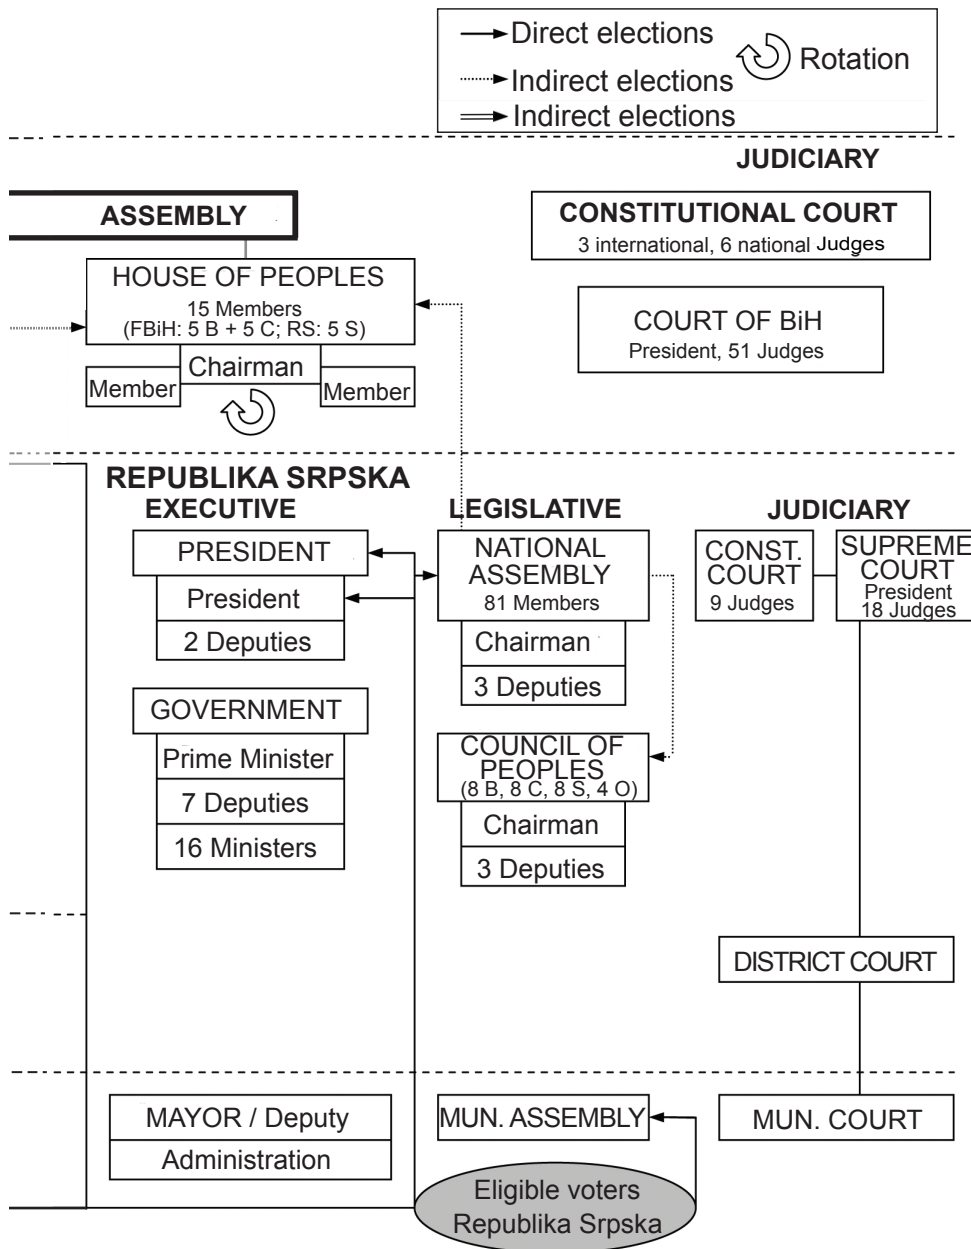 Direct elections
Rotation
Indirect elections
Indirect elections
JUDICIARY
ASSEMBLY
CONSTITUTIONAL COURT
3 international, 6 national Judges
HOUSE OF PEOPLES
15 Members
(FBiH: 5 B + 5 C; RS: 5 S)
Chairman
Member
Member
COURT OF BiH
President, 51 Judges
REPUBLIKA SRPSKA
EXECUTIVE
LEGISLATIVE
JUDICIARY
PRESIDENT
President
2 Deputies
GOVERNMENT
Prime Minister
7 Deputies
16 Ministers
NATIONAL
ASSEMBLY
81 Members
Chairman
3 Deputies
COUNCIL OF
PEOPLES
(8 B, 8 C, 8 S, 4 O)
Chairman
3 Deputies
CONST.
COURT
9 Judges
SUPREME
COURT
President
18 Judges
DISTRICT COURT
MAYOR / Deputy
Administration
MUN. ASSEMBLY
MUN. COURT
Eligible voters
Republika Srpska